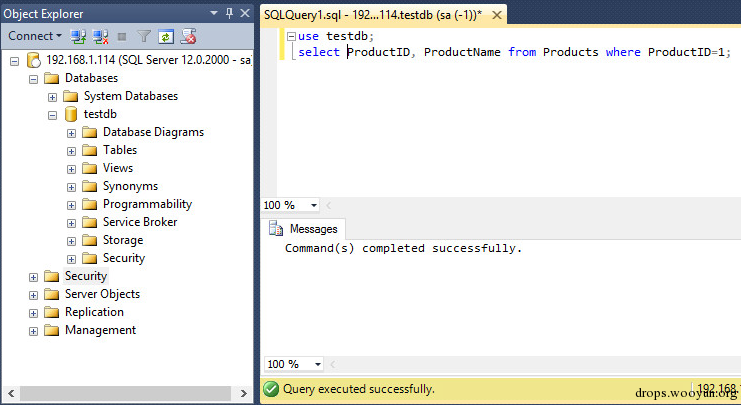 Object Explorer
Connect
192.168.1.114 (SQL Server 12.0.2000 - sa
Databases
System Databases
testdb
Database Diagrams
Tables
Views
Synonyms
Programmability
Service Broker
Storage
Security
Security
Server Objects
Replication
Management
SQLQuery1.sql - 192...114.testdb (sa (-1))*
use testdb;
select ProductID, ProductName from Products where ProductID=1;
100 %
Messages
Command(s) completed successfully.
100 %
Query executed successfully.
192.168.
drops.wooyun.org